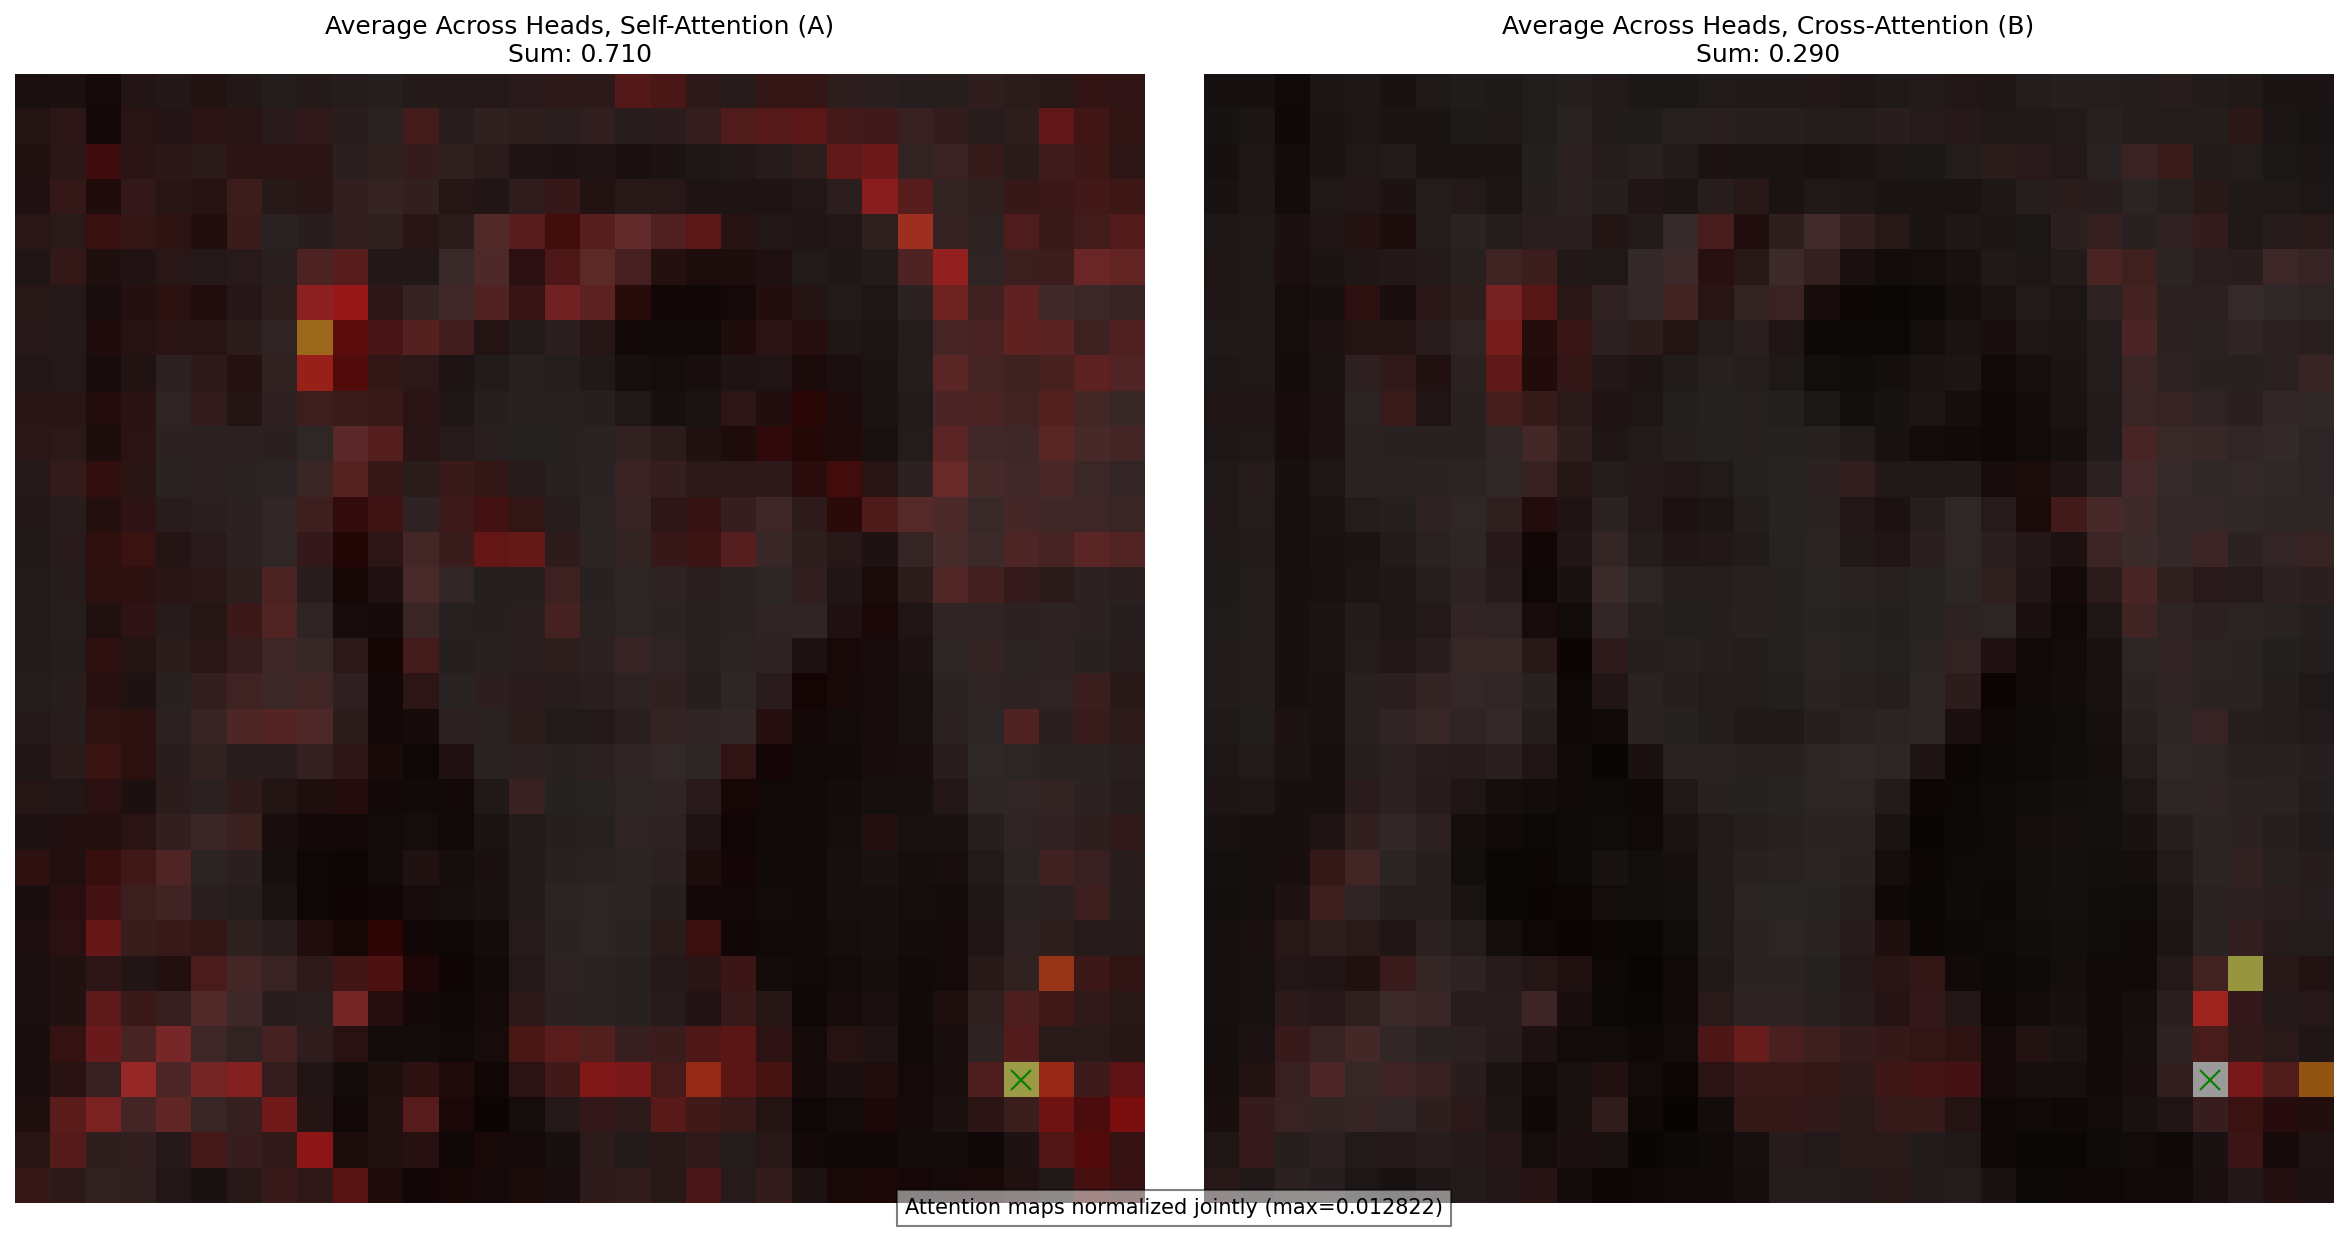 Average Across Heads, Self-Attention (A)
Sum: 0.710
Average Across Heads, Cross-Attention (B)
Sum: 0.290
Attention maps normalized jointly (max=0.012822)